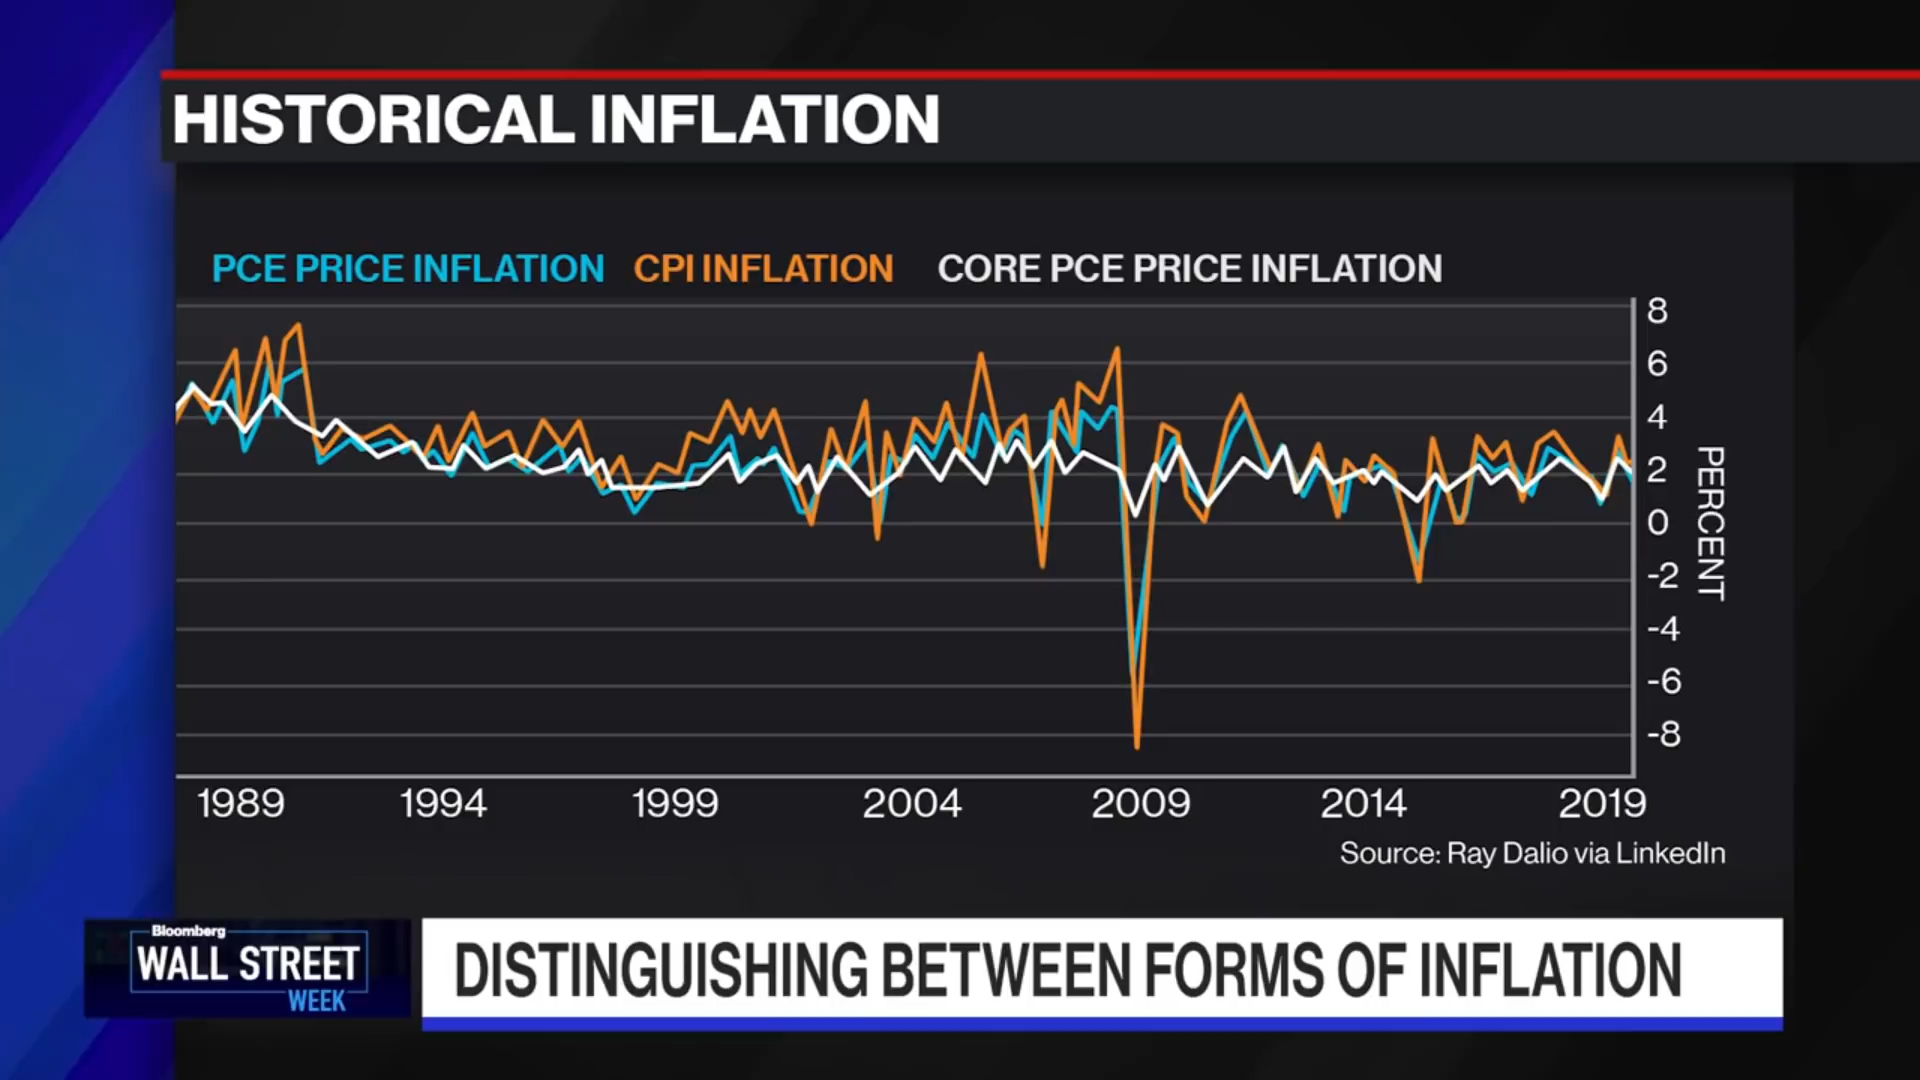 HISTORICAL INFLATION
PCE PRICE INFLATION CPI INFLATION CORE PCE PRICE INFLATION
8
6
4
2
0
-2
-4
-6
-8
PERCENT
1989 1994 1999 2004 2009 2014 2019
Source: Ray Dalio via LinkedIn
Bloomberg
WALL STREET
WEEK
DISTINGUISHING BETWEEN FORMS OF INFLATION